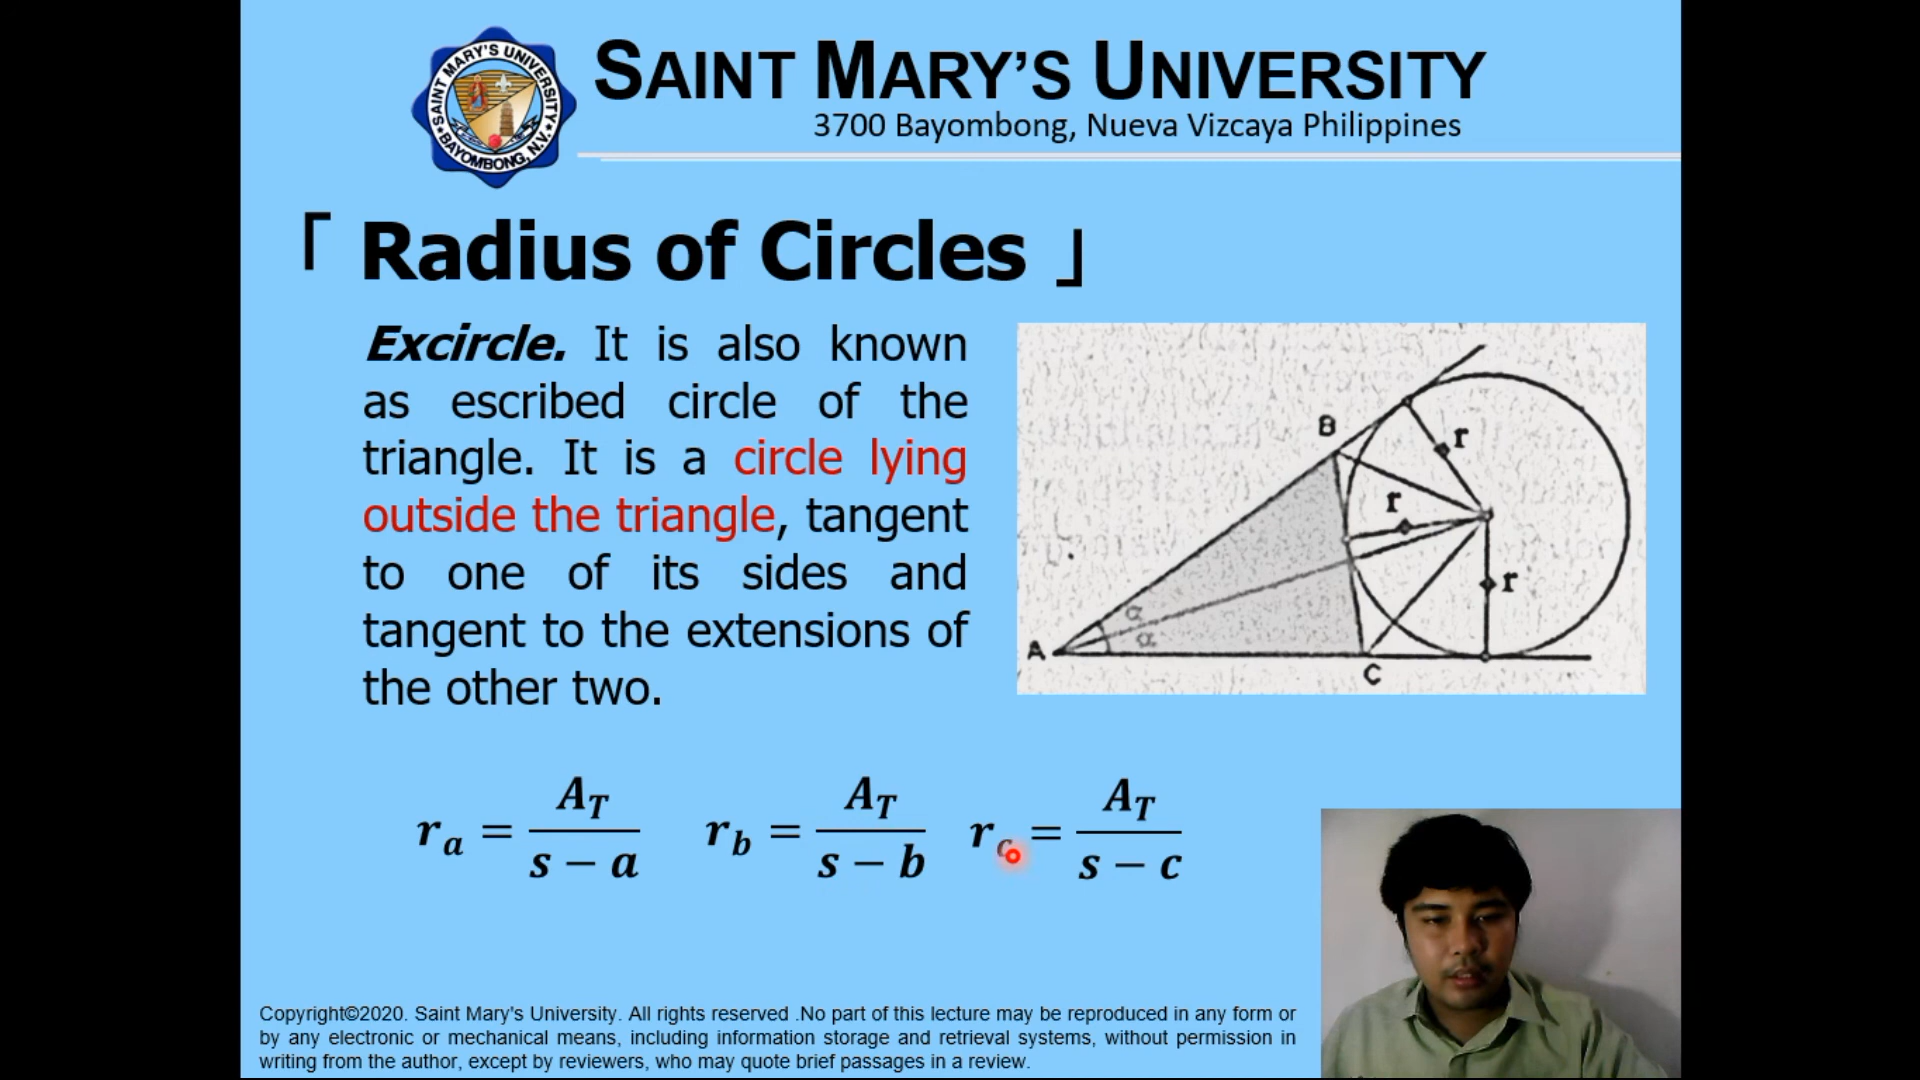 SAINT MARY'S UNIVERSITY
BAYOMBONG, N.V.
SAINT MARY'S UNIVERSITY
3700 Bayombong, Nueva Vizcaya Philippines
「 Radius of Circles 」
Excircle. It is also known
as escribed circle of the
triangle. It is a circle lying
outside the triangle, tangent
to one of its sides and
tangent to the extensions of
the other two.
B
r
r
r
α
α
A
C
r_a = A_T / (s − a)   r_b = A_T / (s − b)   r_c = A_T / (s − c)
Copyright©2020. Saint Mary's University. All rights reserved .No part of this lecture may be reproduced in any form or
by any electronic or mechanical means, including information storage and retrieval systems, without permission in
writing from the author, except by reviewers, who may quote brief passages in a review.